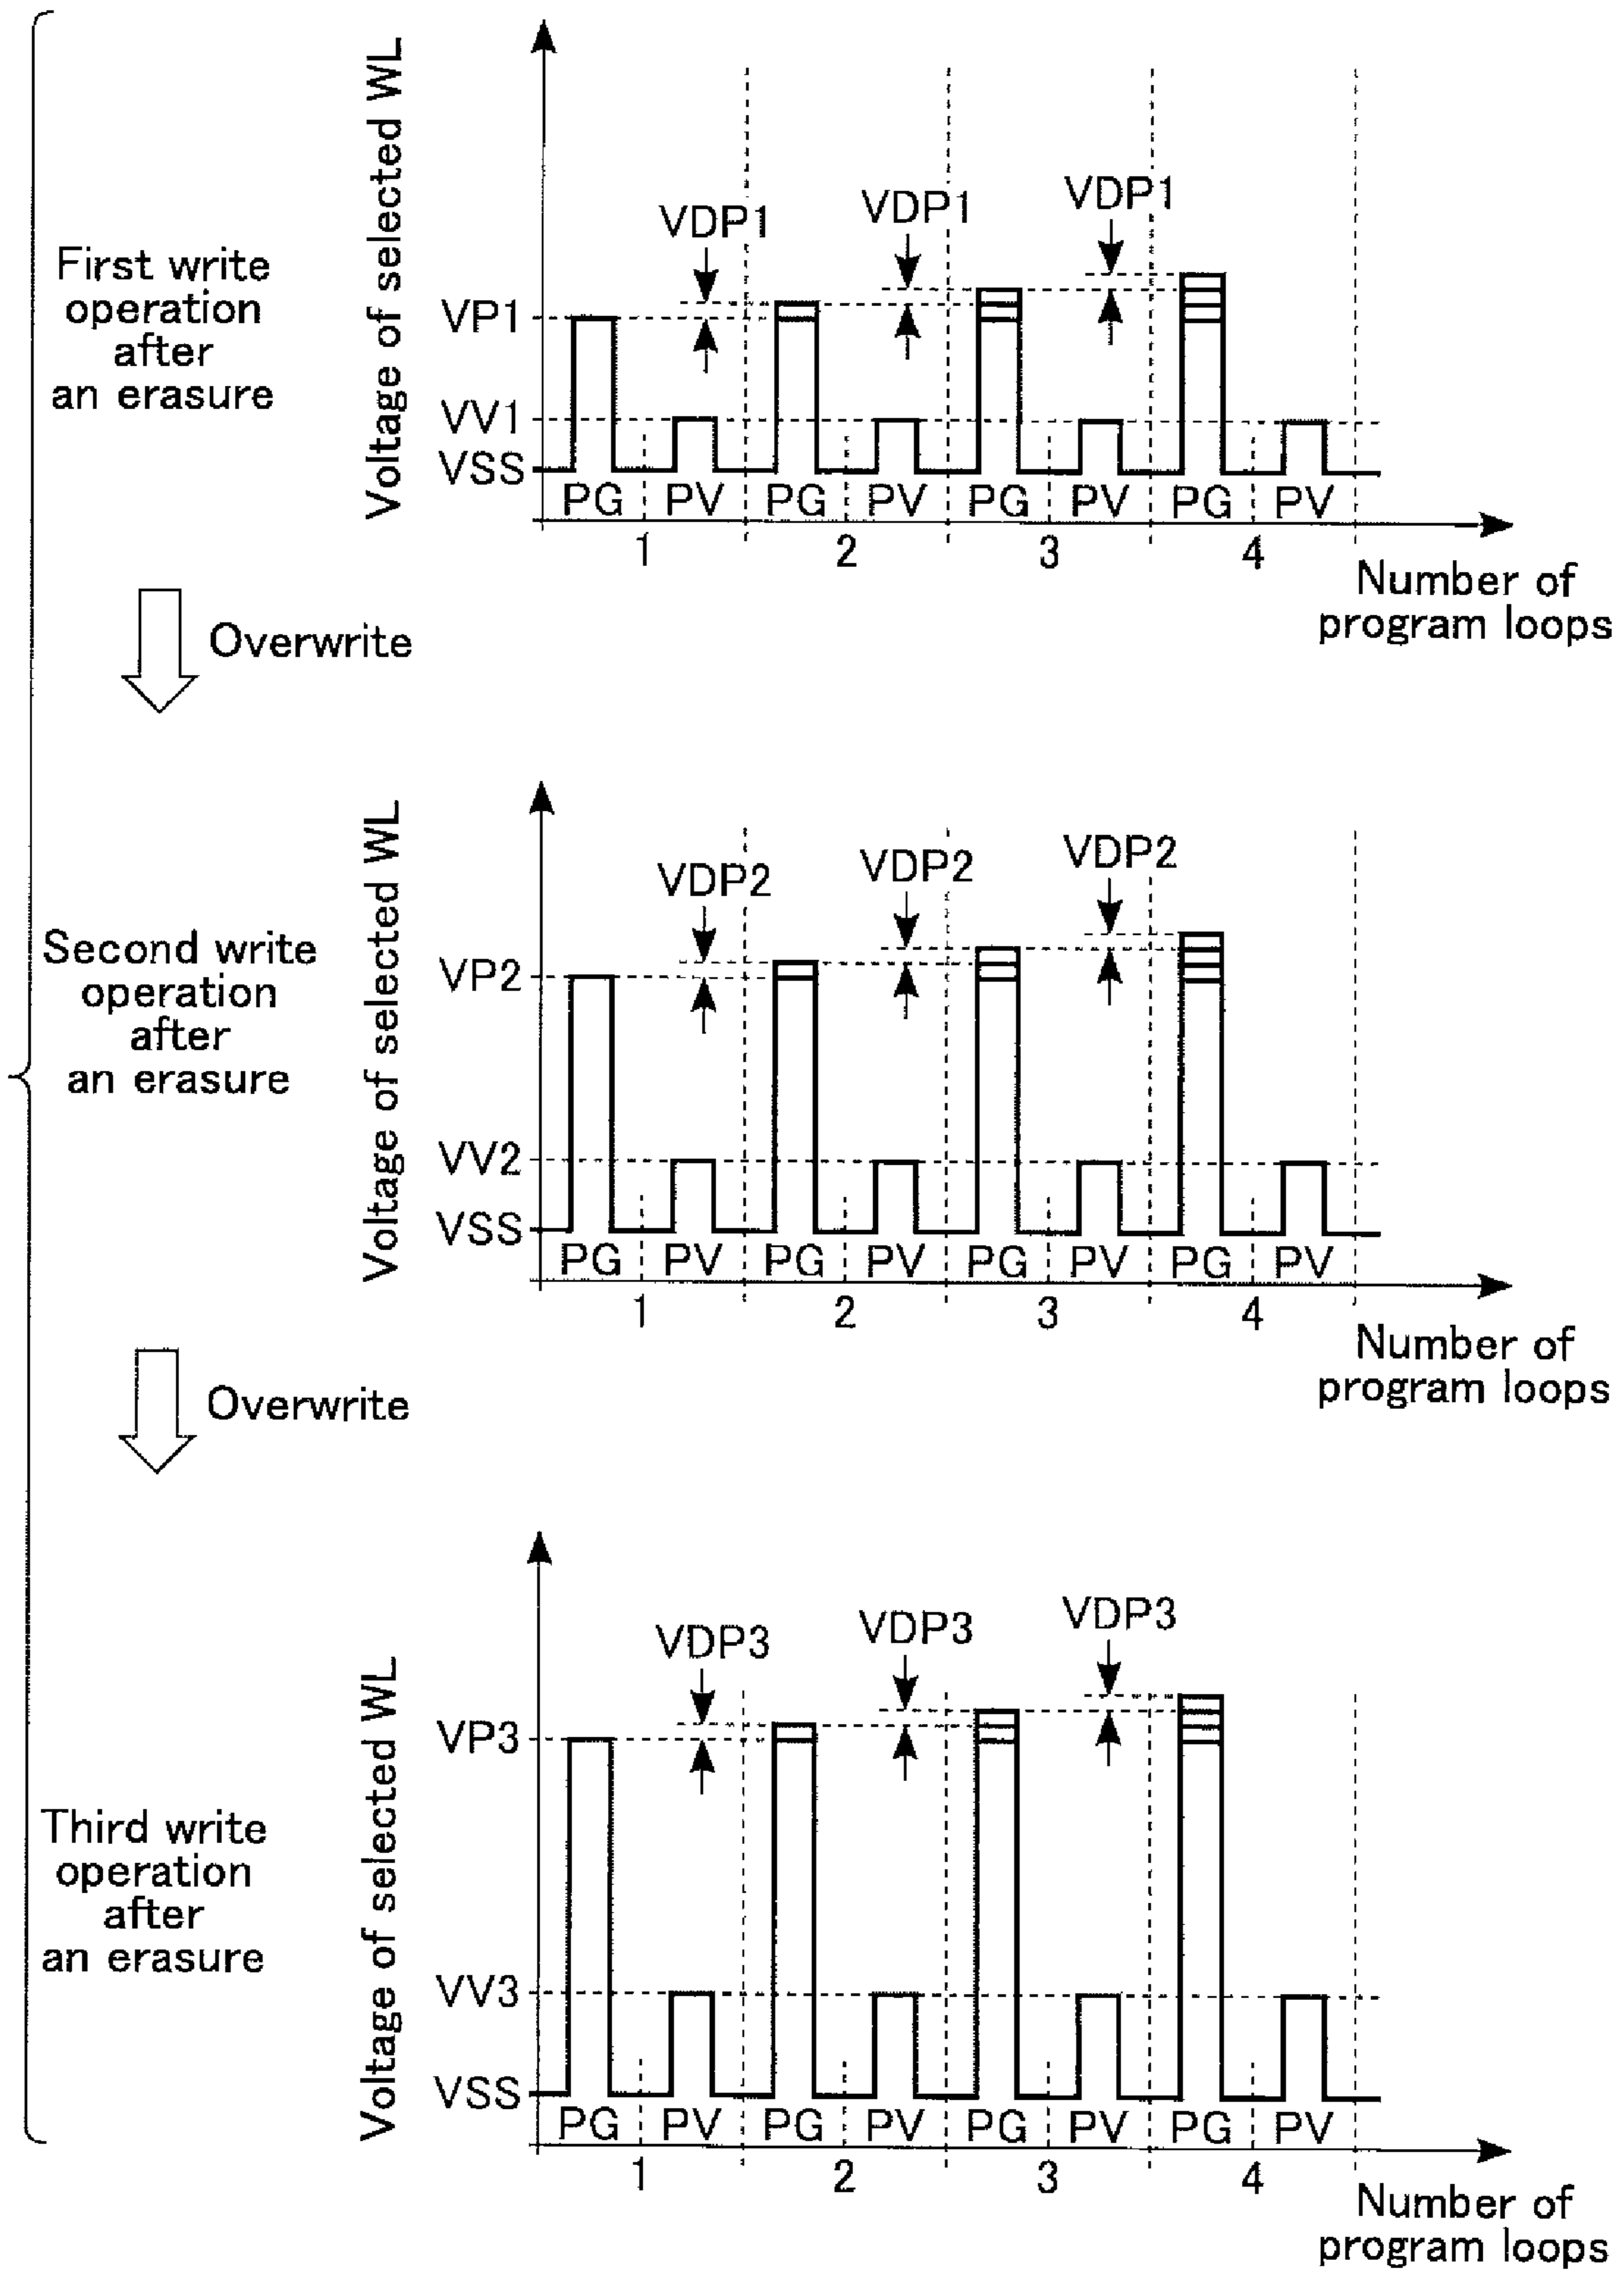 First write
operation
after
an erasure
Voltage of selected WL
VDP1
VDP1
VDP1
VP1
VV1
VSS
PG PV PG PV PG PV PG PV
1 2 3 4
Number of
program loops
Overwrite
Second write
operation
after
an erasure
Voltage of selected WL
VDP2
VDP2
VDP2
VP2
VV2
VSS
PG PV PG PV PG PV PG PV
1 2 3 4
Number of
program loops
Overwrite
Third write
operation
after
an erasure
Voltage of selected WL
VDP3
VDP3
VDP3
VP3
VV3
VSS
PG PV PG PV PG PV PG PV
1 2 3 4
Number of
program loops